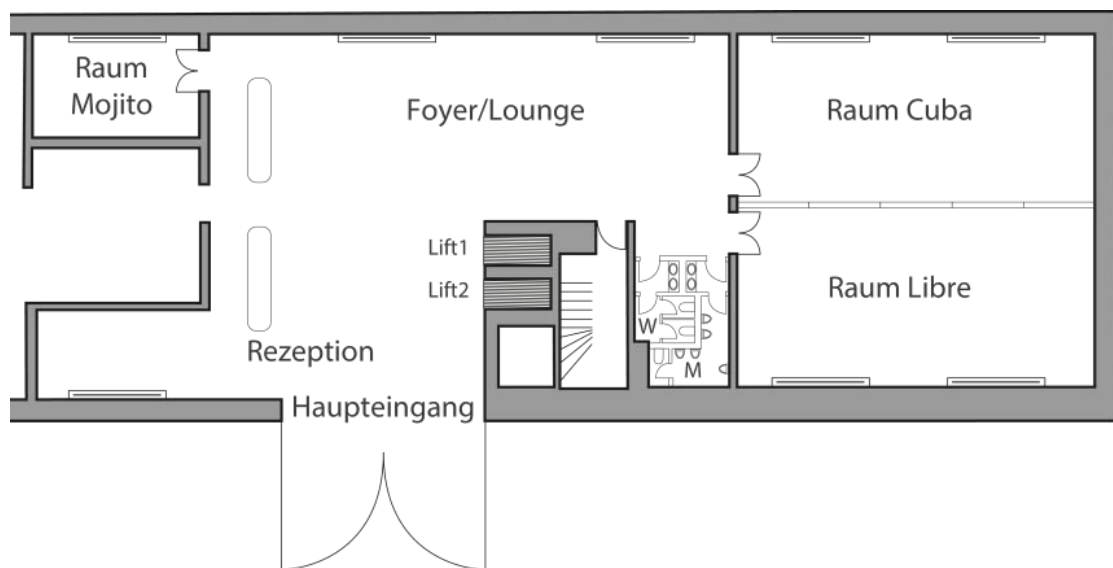 Raum
Mojito
Foyer/Lounge
Raum Cuba
Lift1
Lift2
Raum Libre
W
M
Rezeption
Haupteingang